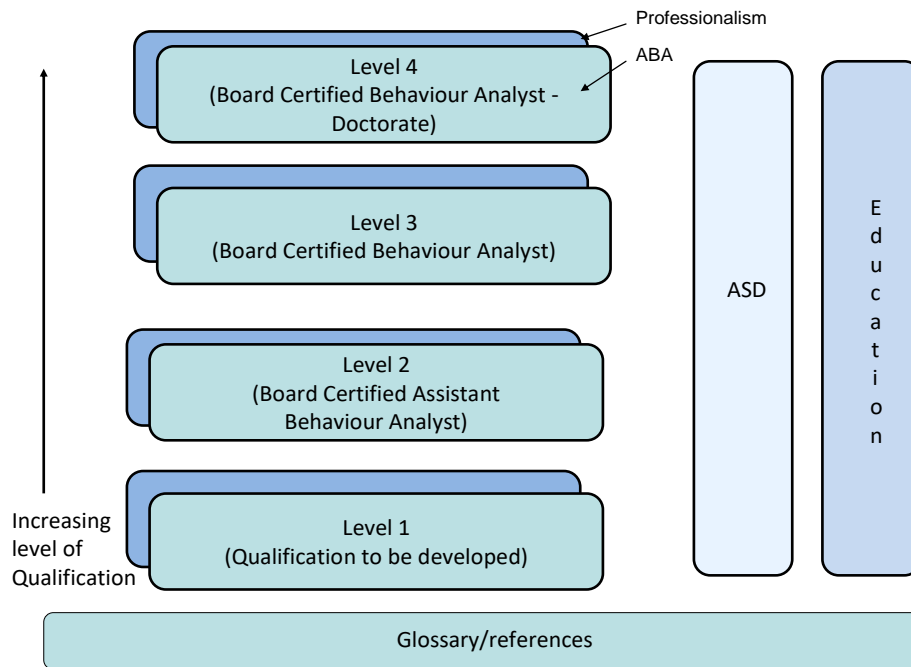 Professionalism
ABA
Level 4
(Board Certified Behaviour Analyst -
Doctorate)
Level 3
(Board Certified Behaviour Analyst)
Level 2
(Board Certified Assistant
Behaviour Analyst)
Level 1
(Qualification to be developed)
Increasing
level of
Qualification
ASD
E
d
u
c
a
t
i
o
n
Glossary/references